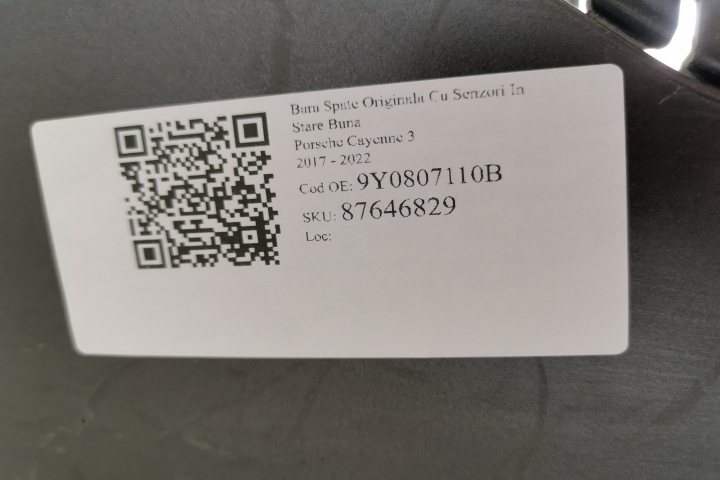 Bara Spate Originala Cu Senzori In
Stare Buna
Porsche Cayenne 3
2017 - 2022
Cod OE: 9Y0807110B
SKU: 87646829
Loc: